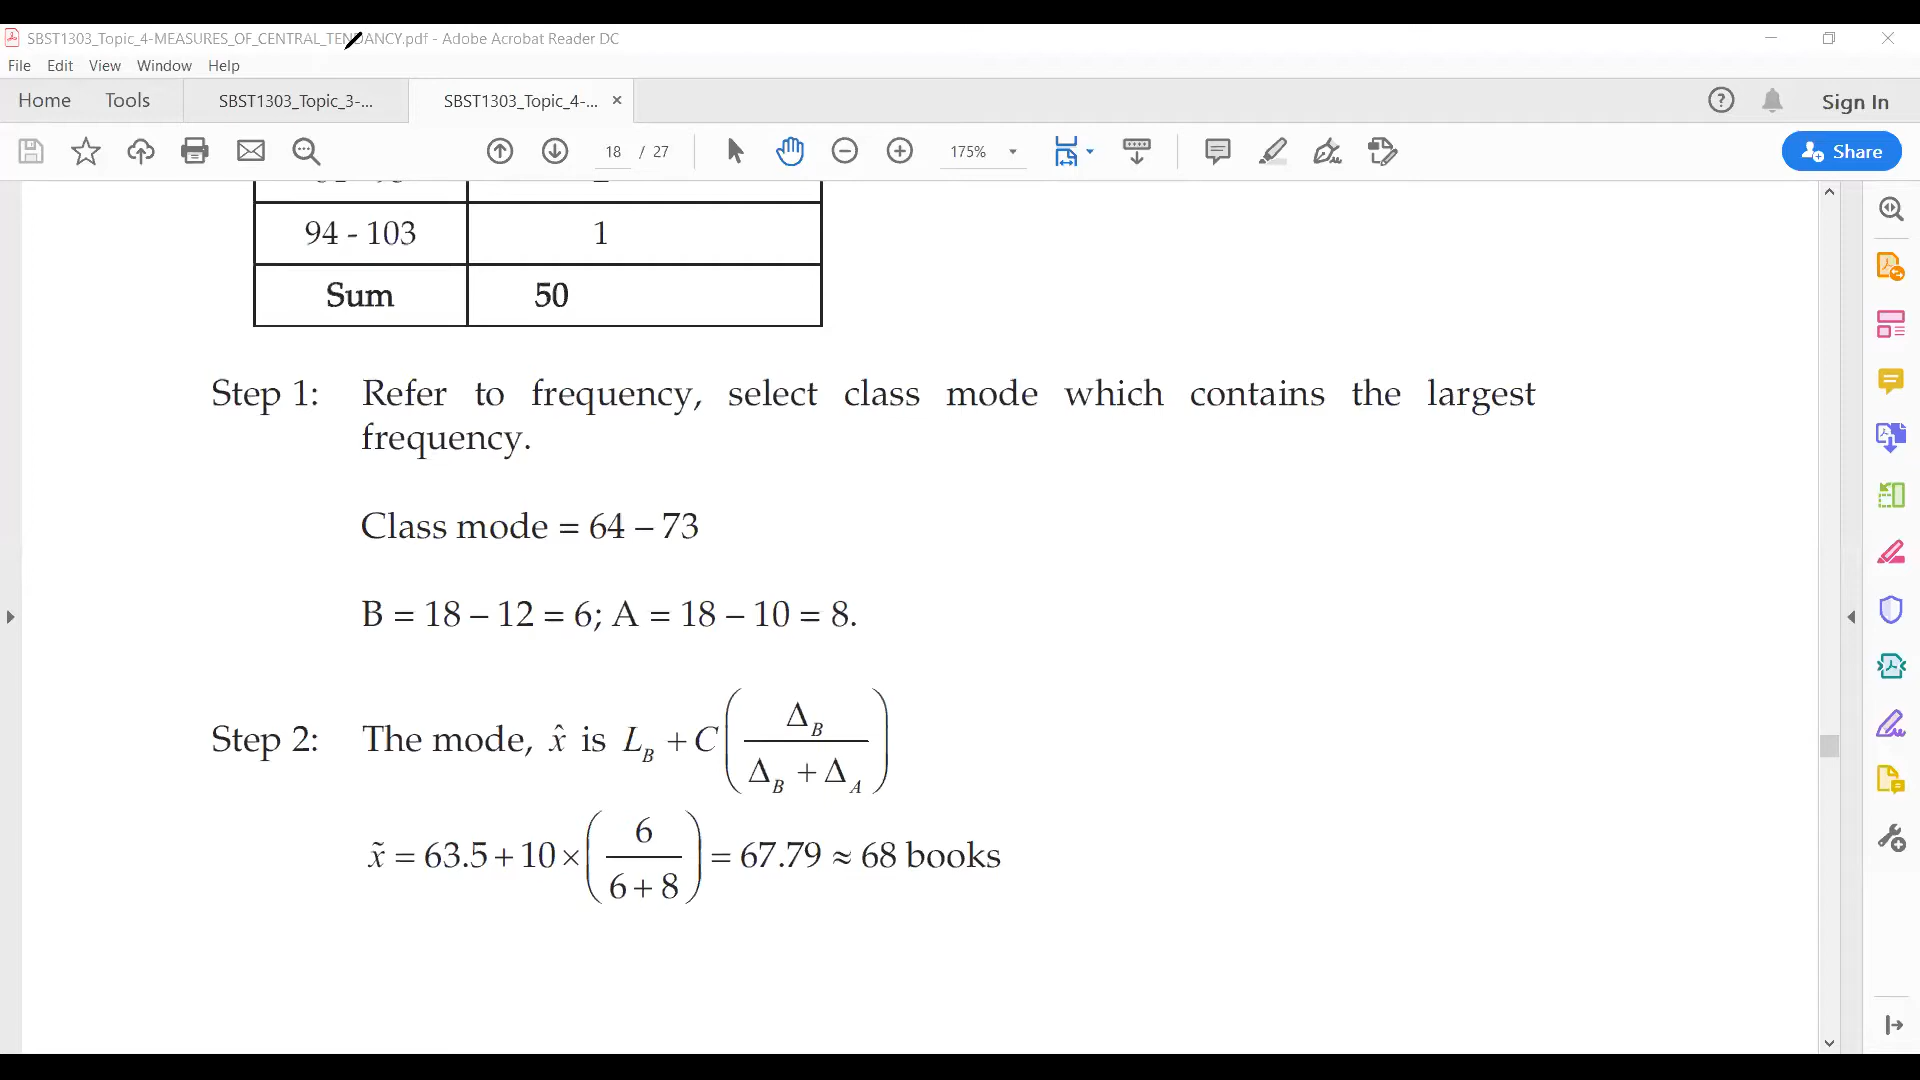 SBST1303_Topic_4-MEASURES_OF_CENTRAL_TENDANCY.pdf - Adobe Acrobat Reader DC
File Edit View Window Help
Home Tools SBST1303_Topic_3-... SBST1303_Topic_4-... × Sign In
18 / 27 175% Share
94 - 103 1
Sum 50
Step 1: Refer to frequency, select class mode which contains the largest
frequency.
Class mode = 64 – 73
B = 18 – 12 = 6; A = 18 – 10 = 8.
Step 2: The mode, x̂ is L_B + C(Δ_B / (Δ_B + Δ_A))
x̃ = 63.5 + 10 × (6 / (6 + 8)) = 67.79 ≈ 68 books